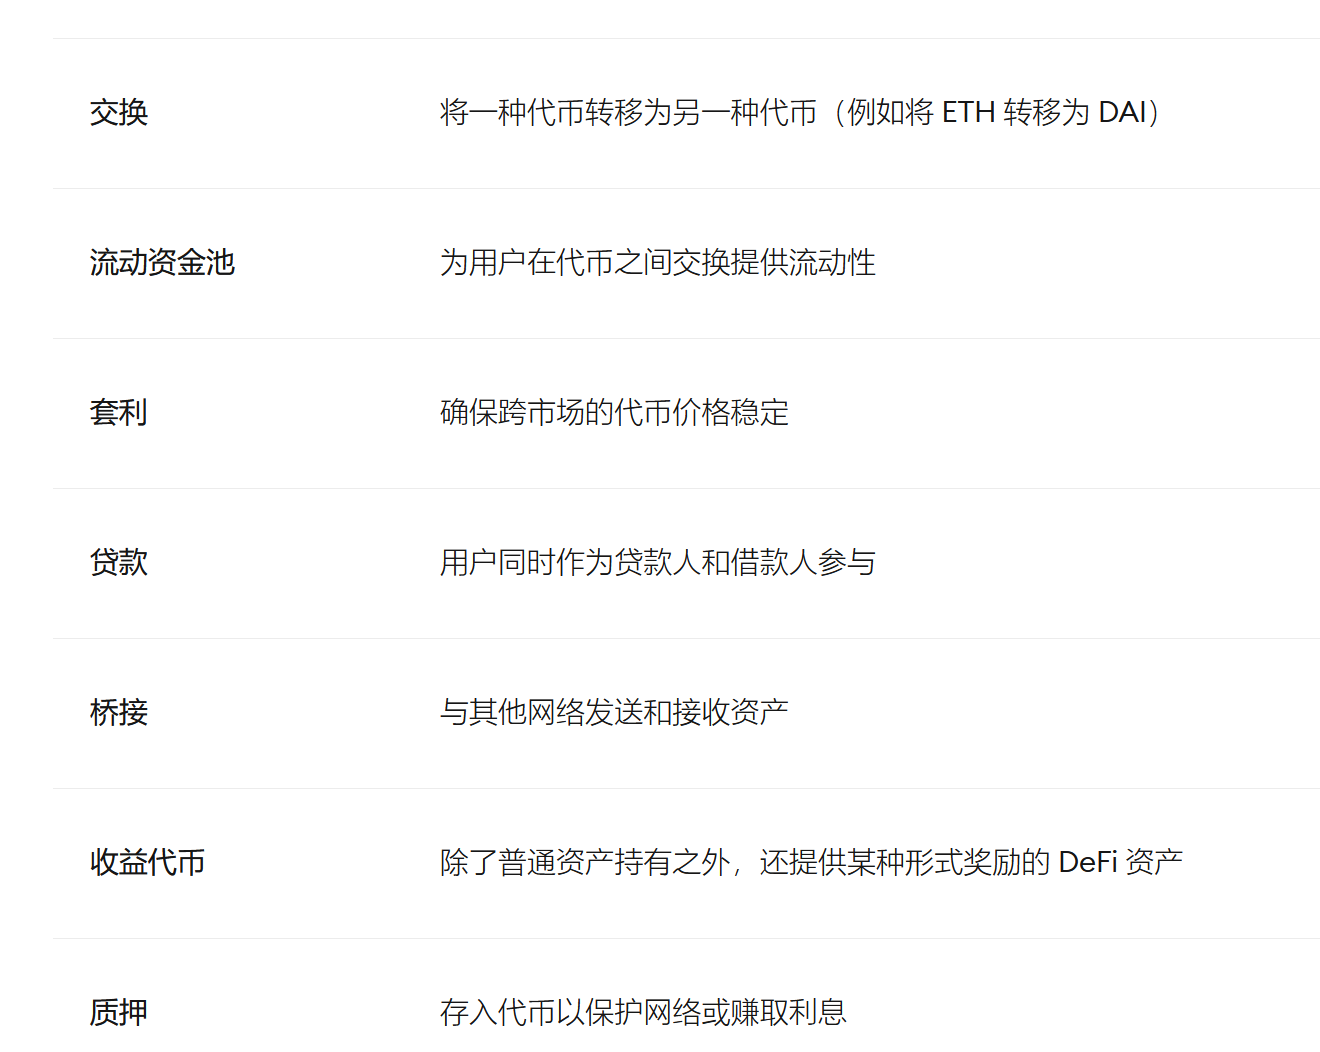 交换
将一种代币转移为另一种代币（例如将 ETH 转移为 DAI）
流动资金池
为用户在代币之间交换提供流动性
套利
确保跨市场的代币价格稳定
贷款
用户同时作为贷款人和借款人参与
桥接
与其他网络发送和接收资产
收益代币
除了普通资产持有之外，还提供某种形式奖励的 DeFi 资产
质押
存入代币以保护网络或赚取利息